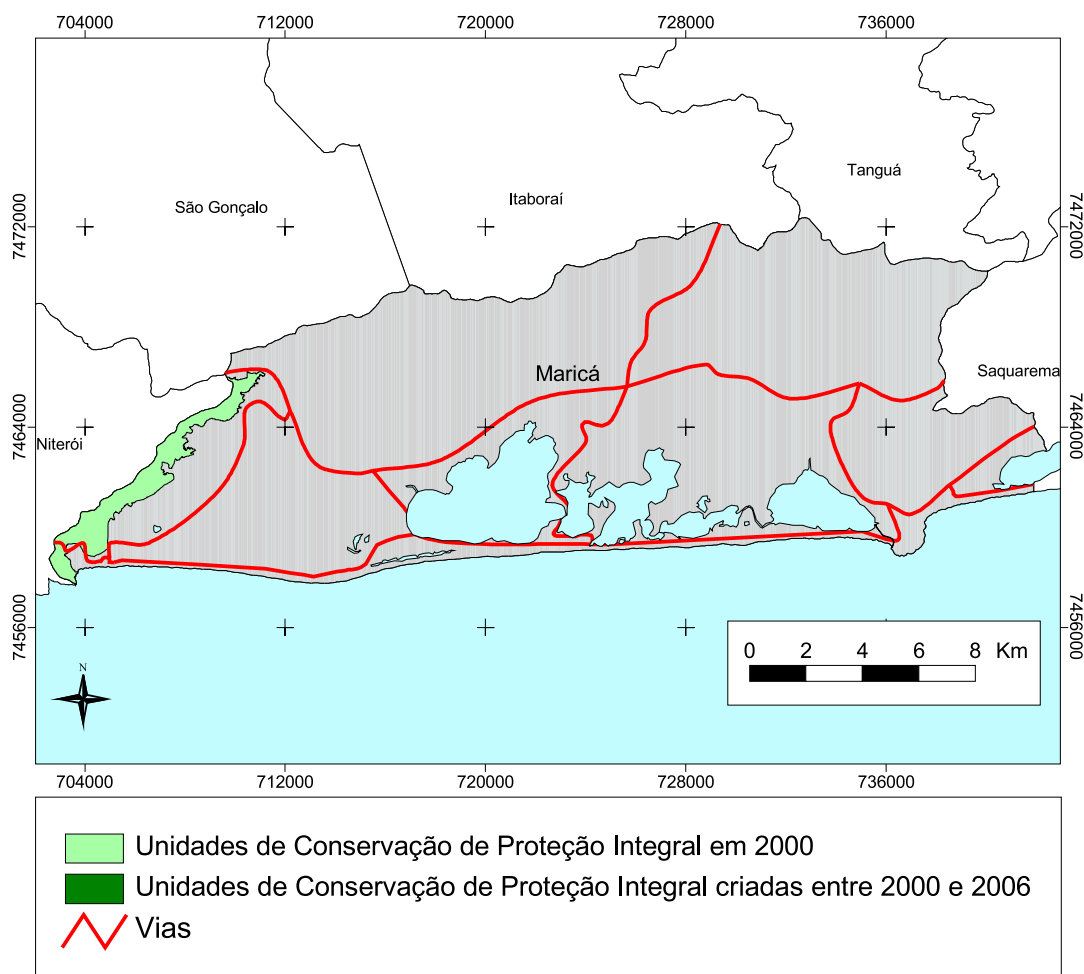 704000 712000 720000 728000 736000
Tanguá
Itaboraí
São Gonçalo
7472000 7472000
Maricá
Saquarema
7464000 7464000
Niterói
7456000 7456000
0 2 4 6 8 Km
N
704000 712000 720000 728000 736000
Unidades de Conservação de Proteção Integral em 2000
Unidades de Conservação de Proteção Integral criadas entre 2000 e 2006
Vias